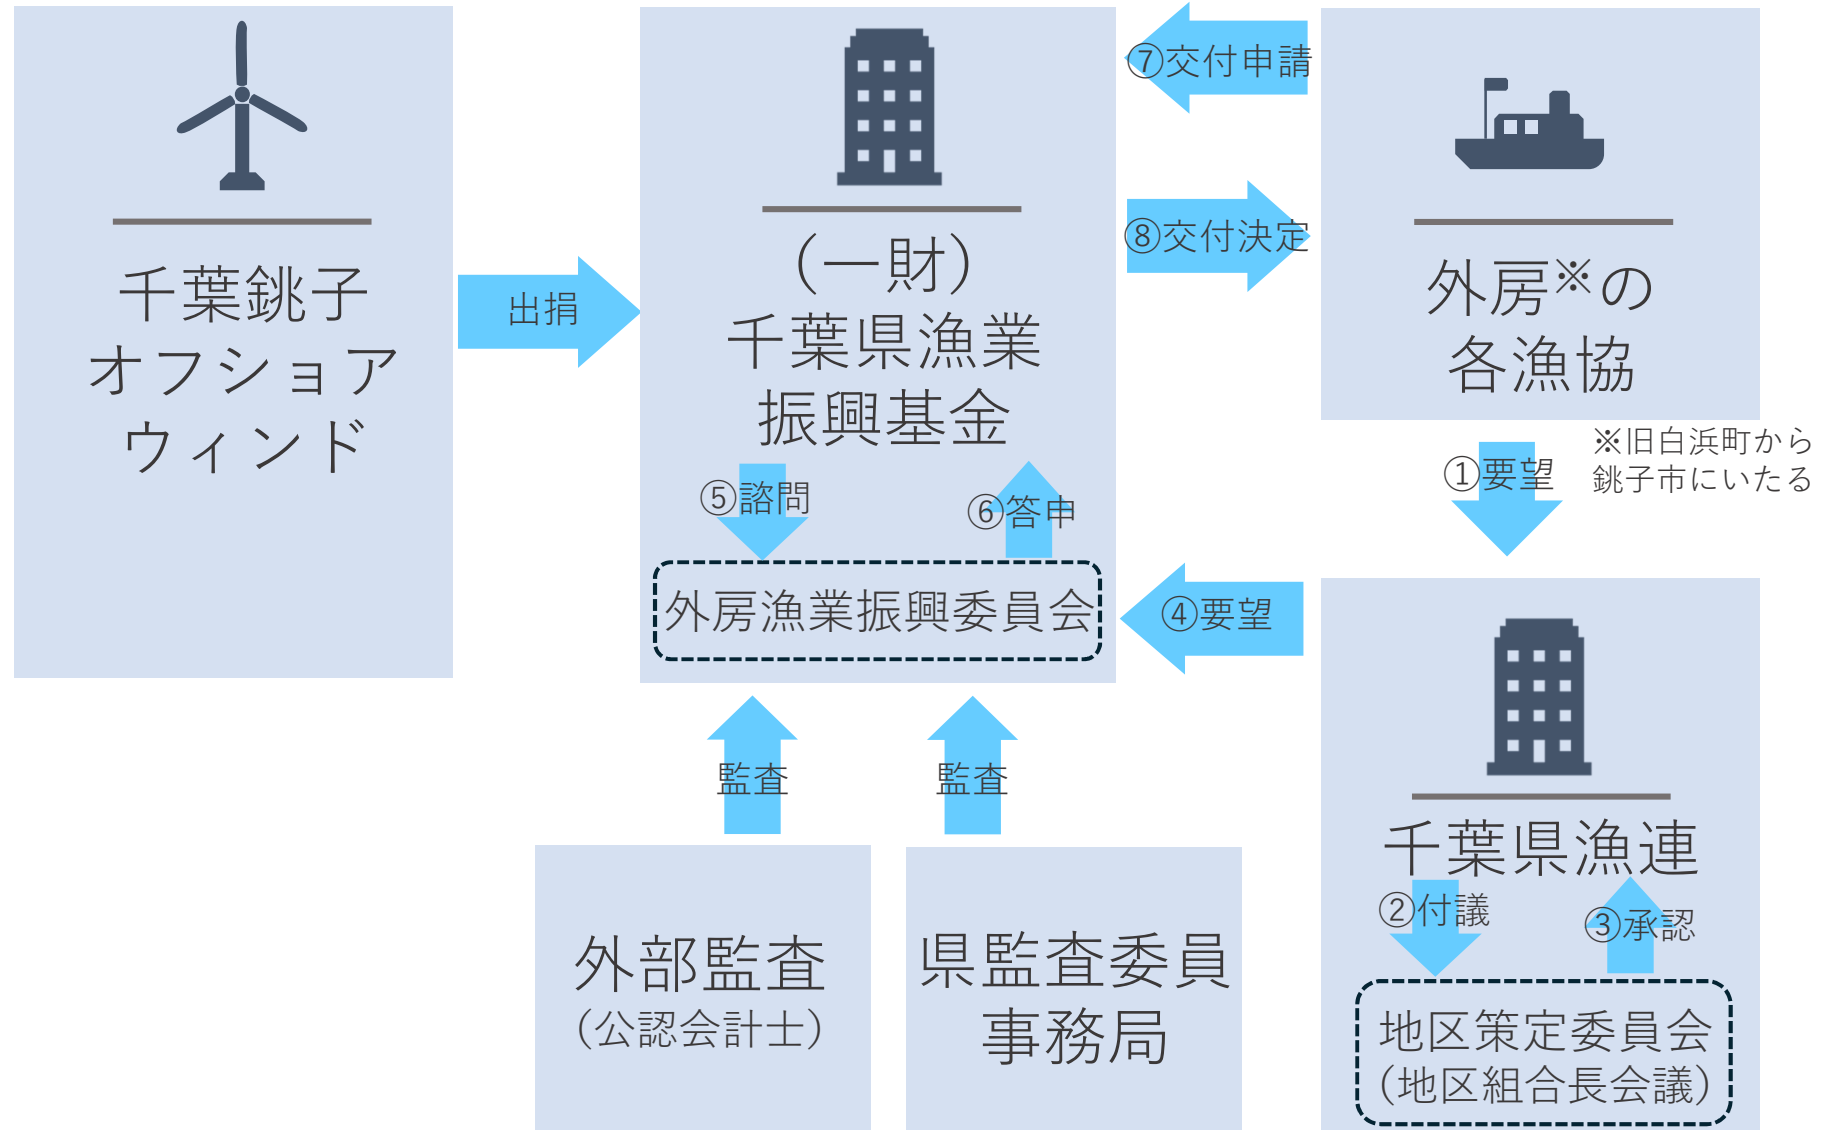 千葉銚子
オフショア
ウィンド
出捐
（一財）
千葉県漁業
振興基金
⑤諮問
⑥答申
外房漁業振興委員会
⑦交付申請
⑧交付決定
外房※の
各漁協
※旧白浜町から
銚子市にいたる
①要望
④要望
千葉県漁連
②付議
③承認
地区策定委員会
（地区組合長会議）
監査
監査
外部監査
（公認会計士）
県監査委員
事務局